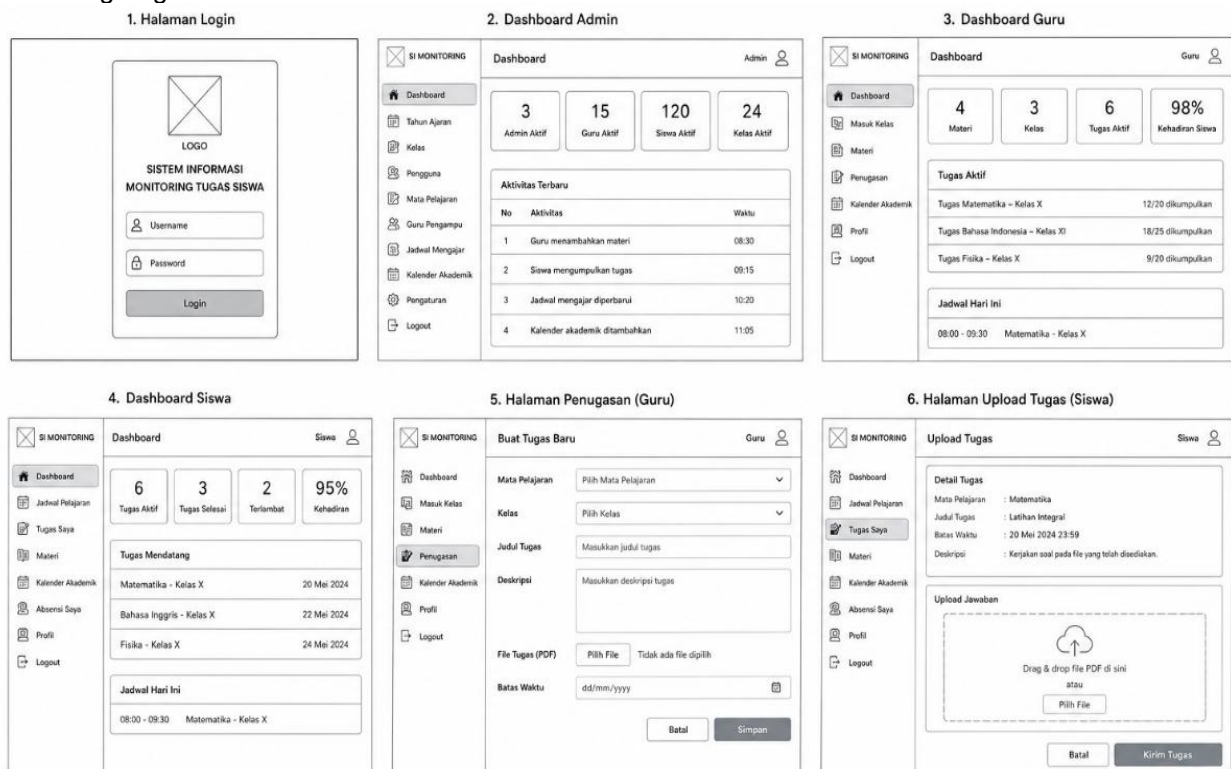 1. Halaman Login
LOGO
SISTEM INFORMASI
MONITORING TUGAS SISWA
Username
Password
Login
2. Dashboard Admin
SI MONITORING
Dashboard
Admin
Dashboard
Tahun Ajaran
Kelas
Pengguna
Mata Pelajaran
Guru Pengampu
Jadwal Mengajar
Kalender Akademik
Pengaturan
Logout
3
Admin Aktif
15
Guru Aktif
120
Siswa Aktif
24
Kelas Aktif
Aktivitas Terbaru
No Aktivitas Waktu
1 Guru menambahkan materi 08:30
2 Siswa mengumpulkan tugas 09:15
3 Jadwal mengajar diperbarui 10:20
4 Kalender akademik ditambahkan 11:05
3. Dashboard Guru
SI MONITORING
Dashboard
Guru
Dashboard
Masuk Kelas
Materi
Penugasan
Kalender Akademik
Profil
Logout
4
Materi
3
Kelas
6
Tugas Aktif
98%
Kehadiran Siswa
Tugas Aktif
Tugas Matematika – Kelas X 12/20 dikumpulkan
Tugas Bahasa Indonesia – Kelas XI 18/25 dikumpulkan
Tugas Fisika – Kelas X 9/20 dikumpulkan
Jadwal Hari Ini
08:00 - 09:30 Matematika - Kelas X
4. Dashboard Siswa
SI MONITORING
Dashboard
Siswa
Dashboard
Jadwal Pelajaran
Tugas Saya
Materi
Kalender Akademik
Absensi Saya
Profil
Logout
6
Tugas Aktif
3
Tugas Selesai
2
Terlambat
95%
Kehadiran
Tugas Mendatang
Matematika - Kelas X 20 Mei 2024
Bahasa Inggris - Kelas X 22 Mei 2024
Fisika - Kelas X 24 Mei 2024
Jadwal Hari Ini
08:00 - 09:30 Matematika - Kelas X
5. Halaman Penugasan (Guru)
SI MONITORING
Buat Tugas Baru
Guru
Dashboard
Masuk Kelas
Materi
Penugasan
Kalender Akademik
Profil
Logout
Mata Pelajaran Pilih Mata Pelajaran
Kelas Pilih Kelas
Judul Tugas Masukkan judul tugas
Deskripsi Masukkan deskripsi tugas
File Tugas (PDF) Pilih File Tidak ada file dipilih
Batas Waktu dd/mm/yyyy
Batal Simpan
6. Halaman Upload Tugas (Siswa)
SI MONITORING
Upload Tugas
Siswa
Dashboard
Jadwal Pelajaran
Tugas Saya
Materi
Kalender Akademik
Absensi Saya
Profil
Logout
Detail Tugas
Mata Pelajaran : Matematika
Judul Tugas : Latihan Integral
Batas Waktu : 20 Mei 2024 23:59
Deskripsi : Kerjakan soal pada file yang telah disediakan.
Upload Jawaban
Drag & drop file PDF di sini
atau
Pilih File
Batal Kirim Tugas